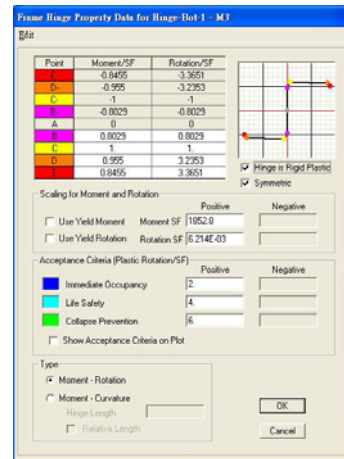 Frame Hinge Property Data for Hinge-Bot-1 - M3
Edit
Point Moment/SF Rotation/SF
E- -0.8455 -3.3651
D- -0.955 -3.2353
C- -1 -1
B- -0.8029 -0.8029
A 0 0
B 0.8029 0.8029
C 1. 1.
D 0.955 3.2353
E 0.8455 3.3651
Hinge is Rigid Plastic
Symmetric
Scaling for Moment and Rotation
Positive Negative
Use Yield Moment Moment SF 1852.8
Use Yield Rotation Rotation SF 6.214E-03
Acceptance Criteria (Plastic Rotation/SF)
Positive Negative
Immediate Occupancy 2.
Life Safety 4.
Collapse Prevention 6.
Show Acceptance Criteria on Plot
Type
Moment - Rotation
Moment - Curvature
Hinge Length
Relative Length
OK
Cancel